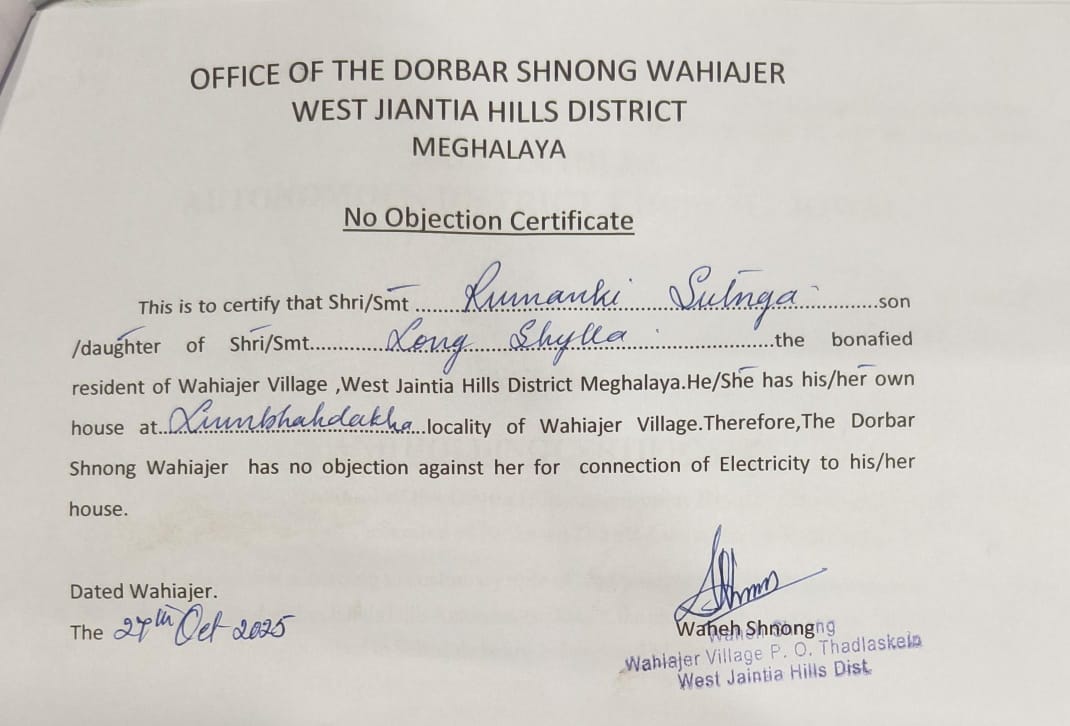 OFFICE OF THE DORBAR SHNONG WAHIAJER
WEST JIANTIA HILLS DISTRICT
MEGHALAYA
No Objection Certificate
This is to certify that Shri/Smt ......Rumanki Sutnga............son
/daughter of Shri/Smt............Long Shylla.....................the bonafied
resident of Wahiajer Village ,West Jaintia Hills District Meghalaya.He/She has his/her own
house at..Liumbhahdakha..locality of Wahiajer Village.Therefore,The Dorbar
Shnong Wahiajer has no objection against her for connection of Electricity to his/her
house.
Dated Wahiajer.
The 27th Oct 2025
Waheh Shnong
Waheh Shnong
Wahiajer Village P. O. Thadlaskein
West Jaintia Hills Dist.